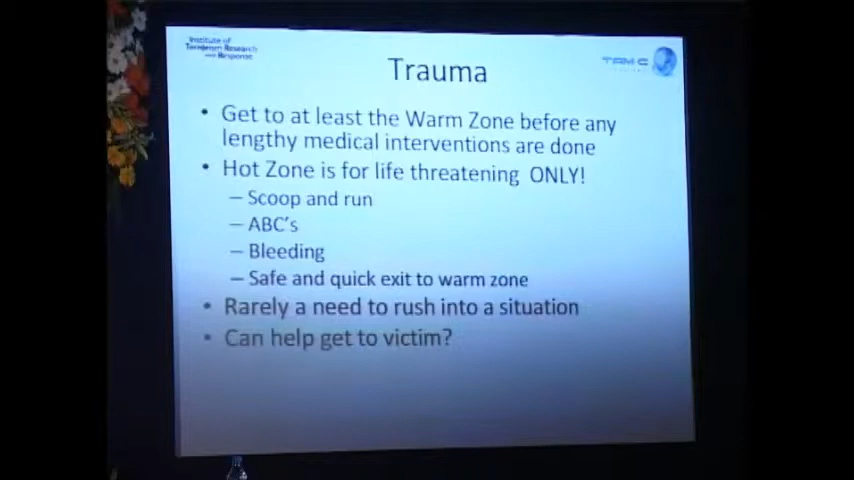 Institute of
Terrorism Research
and Response
TAM-C
Trauma
• Get to at least the Warm Zone before any
lengthy medical interventions are done
• Hot Zone is for life threatening ONLY!
– Scoop and run
– ABC's
– Bleeding
– Safe and quick exit to warm zone
• Rarely a need to rush into a situation
• Can help get to victim?